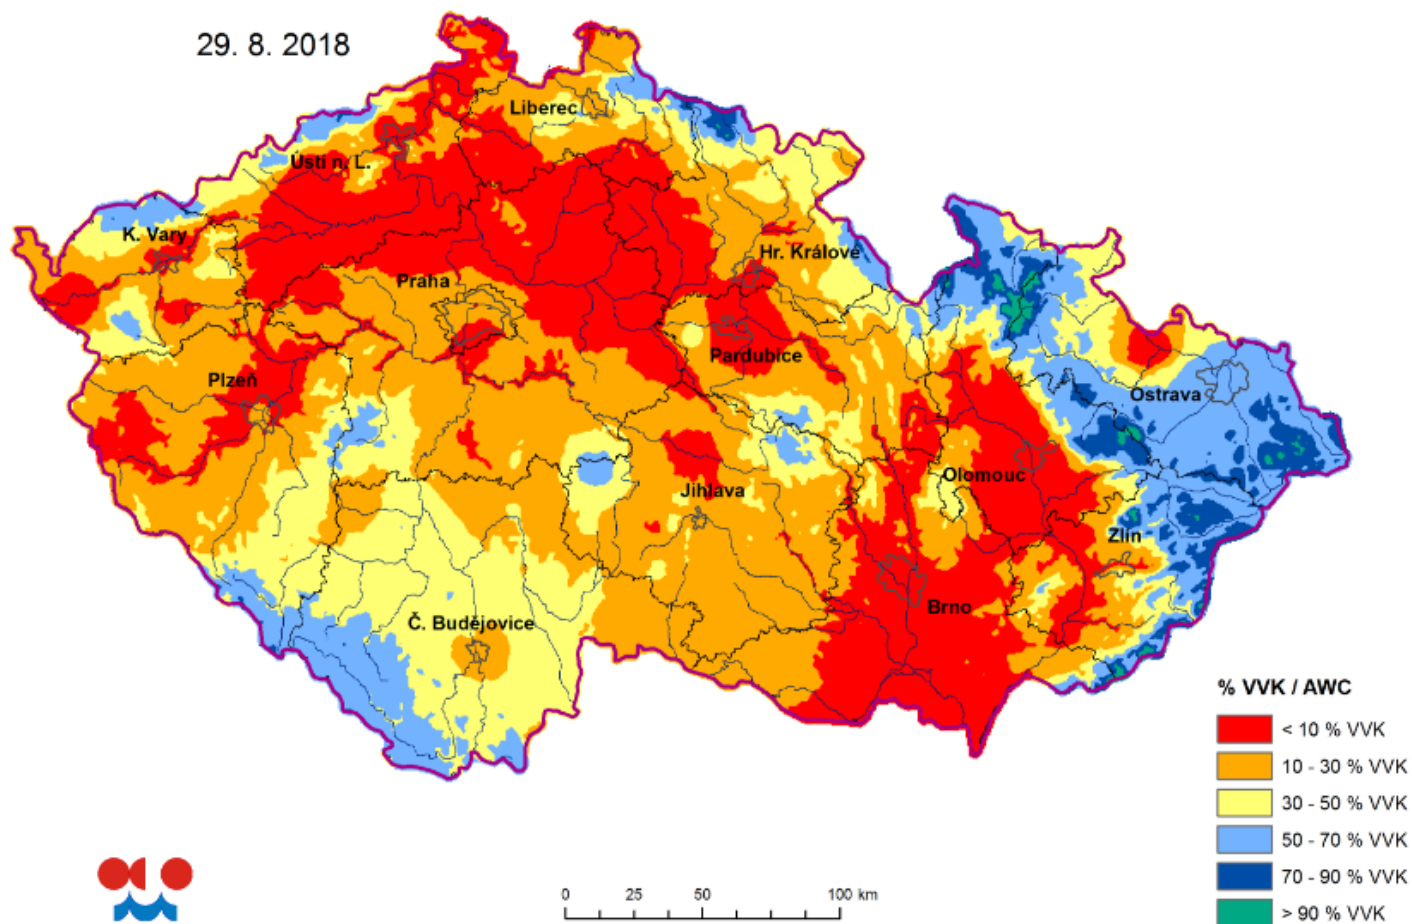 29. 8. 2018
Liberec
Ústí n. L.
K. Vary
Hr. Králové
Praha
Pardubice
Plzeň
Ostrava
Olomouc
Jihlava
Zlín
Brno
Č. Budějovice
% VVK / AWC
< 10 % VVK
10 - 30 % VVK
30 - 50 % VVK
50 - 70 % VVK
70 - 90 % VVK
> 90 % VVK
0 25 50 100 km